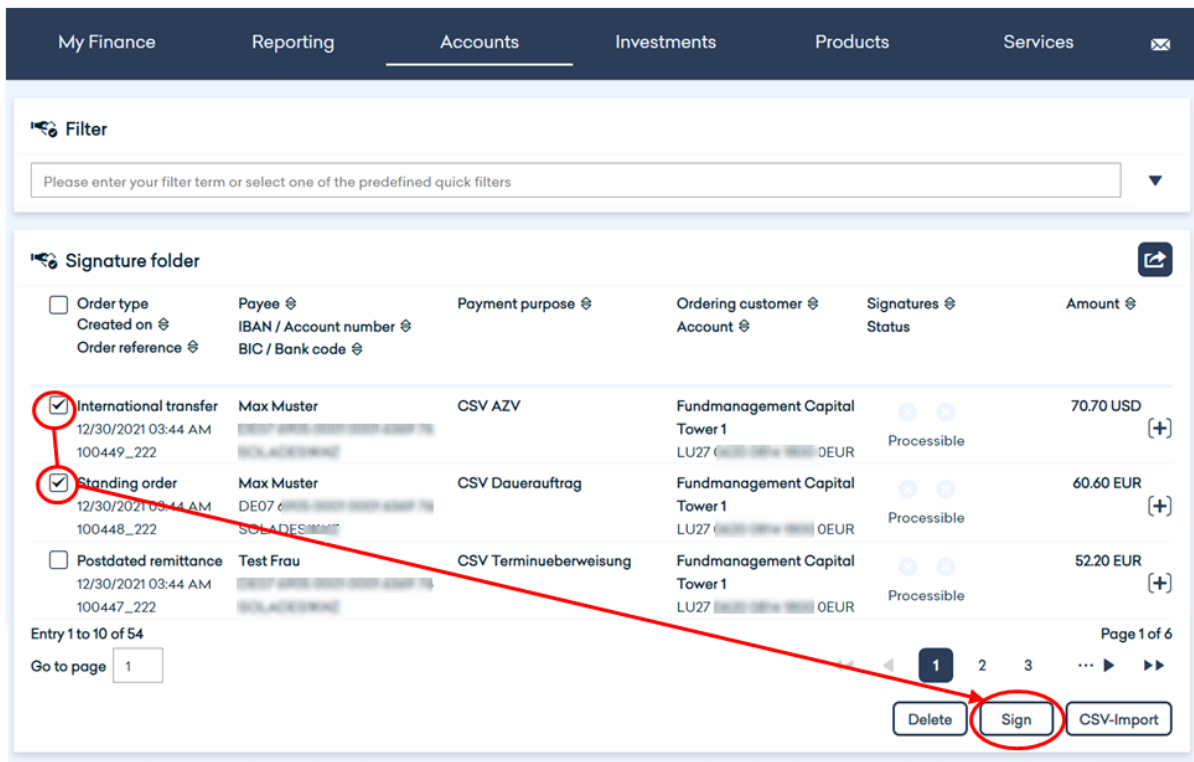 My Finance Reporting Accounts Investments Products Services
Filter
Please enter your filter term or select one of the predefined quick filters
Signature folder
Order type Payee Payment purpose Ordering customer Signatures Amount
Created on IBAN / Account number Account Status
Order reference BIC / Bank code
International transfer Max Muster CSV AZV Fundmanagement Capital 70.70 USD
12/30/2021 03:44 AM Tower 1 Processible [+]
100449_222 LU27 0EUR
Standing order Max Muster CSV Dauerauftrag Fundmanagement Capital 60.60 EUR
12/30/2021 03:44 AM DE07 Tower 1 Processible [+]
100448_222 SOLADES LU27 0EUR
Postdated remittance Test Frau CSV Terminueberweisung Fundmanagement Capital 52.20 EUR
12/30/2021 03:44 AM Tower 1 Processible [+]
100447_222 LU27 0EUR
Entry 1 to 10 of 54 Page 1 of 6
Go to page 1 1 2 3 ...
Delete Sign CSV-Import